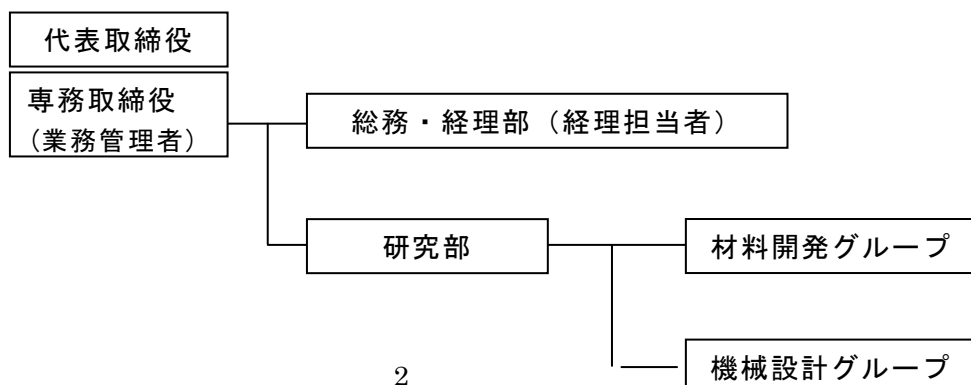 代表取締役
専務取締役
（業務管理者）
総務・経理部（経理担当者）
研究部
材料開発グループ
機械設計グループ
2